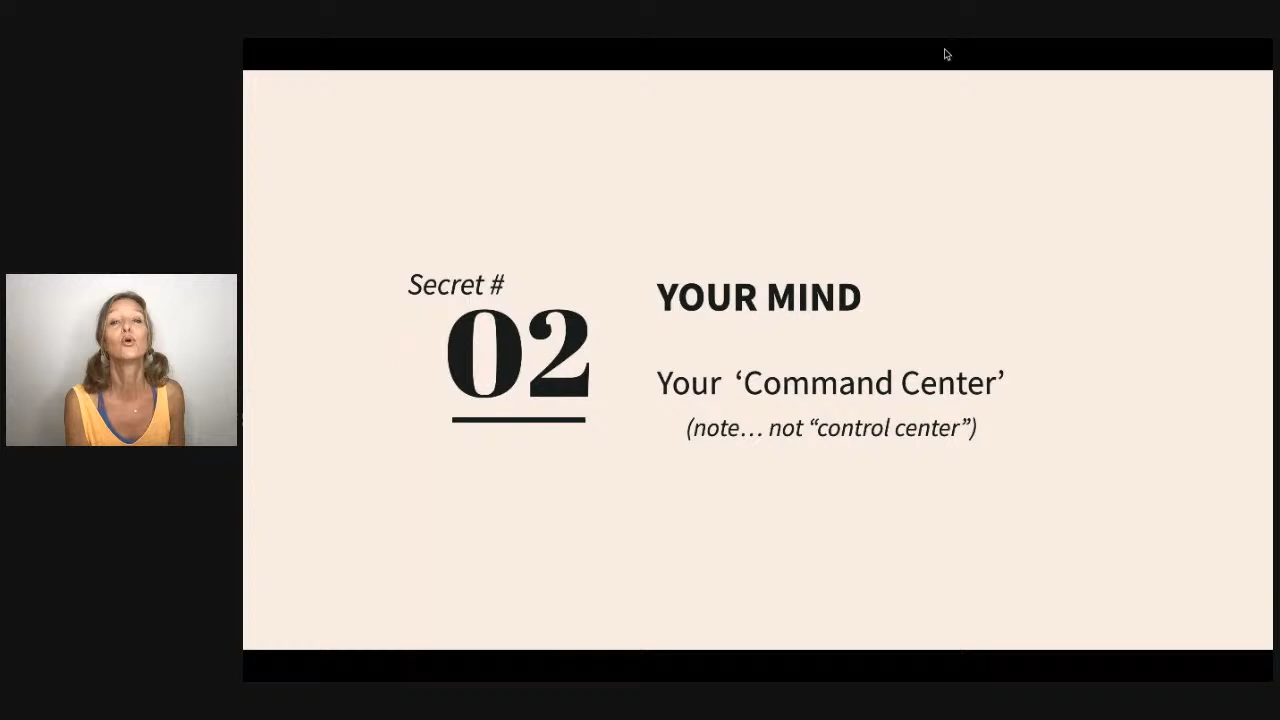 Secret #
02
YOUR MIND
Your ‘Command Center’
(note... not “control center”)